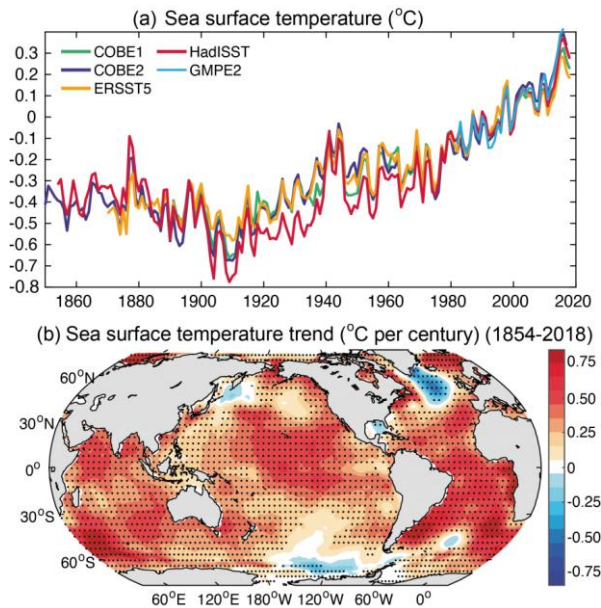 (a) Sea surface temperature (°C)
0.3
0.2
0.1
0
-0.1
-0.2
-0.3
-0.4
-0.5
-0.6
-0.7
-0.8
COBE1 HadISST
COBE2 GMPE2
ERSST5
1860 1880 1900 1920 1940 1960 1980 2000 2020
(b) Sea surface temperature trend (°C per century) (1854-2018)
60°N
30°N
0°
30°S
60°S
60°E 120°E 180°W 120°W 60°W 0°
0.75
0.50
0.25
0
-0.25
-0.50
-0.75